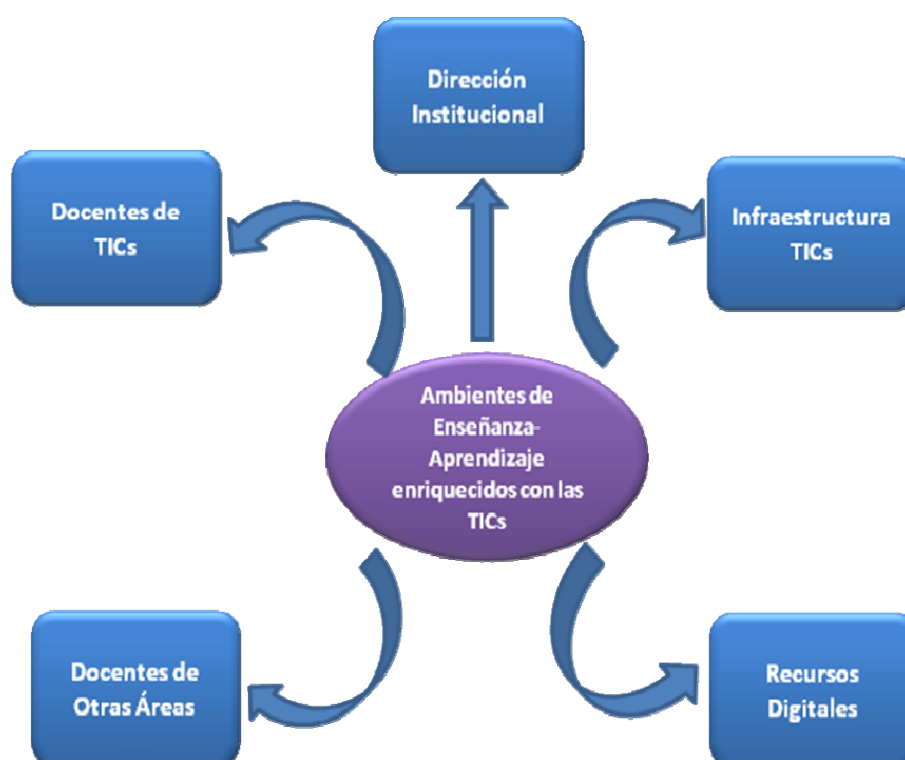 Dirección
Institucional
Docentes de
TICs
Infraestructura
TICs
Ambientes de
Enseñanza-
Aprendizaje
enriquecidos con las
TICs
Docentes de
Otras Áreas
Recursos
Digitales